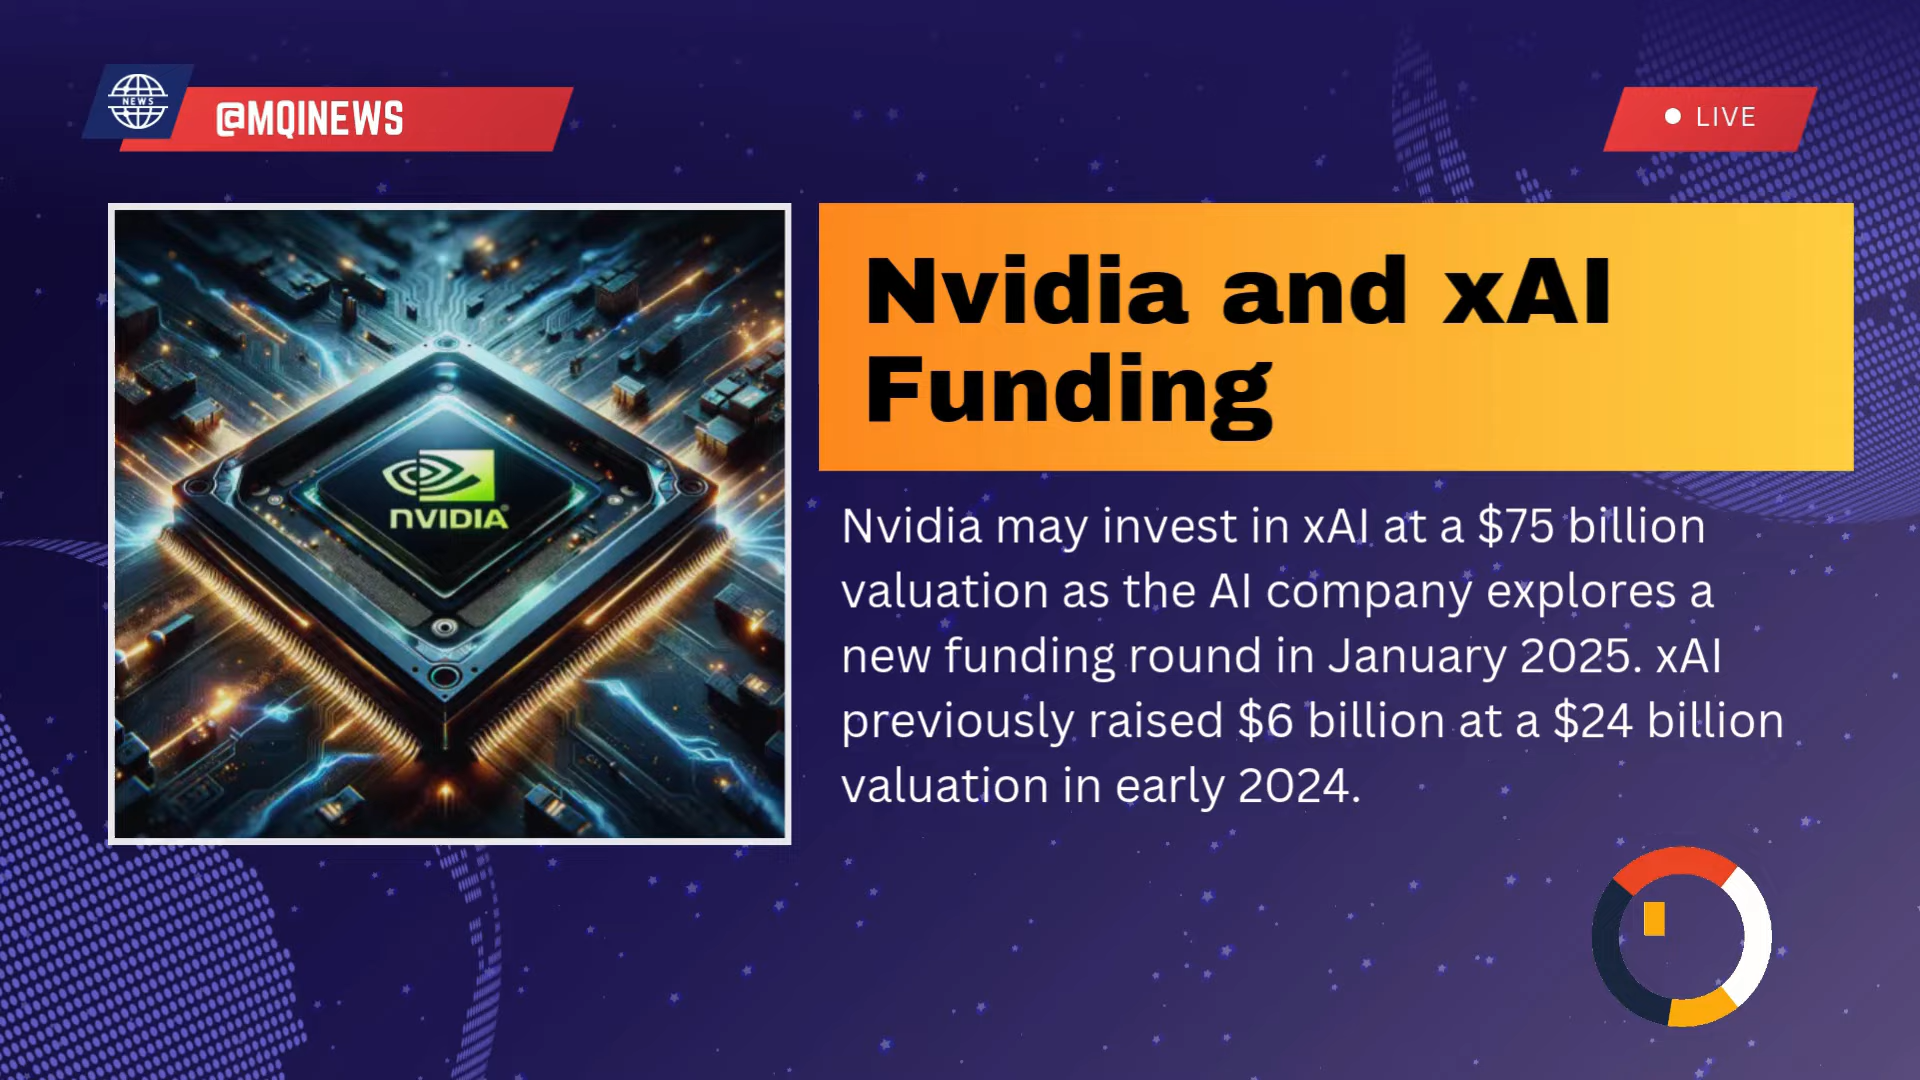 NEWS
@MQINEWS
LIVE
NVIDIA
Nvidia and xAI
Funding
Nvidia may invest in xAI at a $75 billion
valuation as the AI company explores a
new funding round in January 2025. xAI
previously raised $6 billion at a $24 billion
valuation in early 2024.